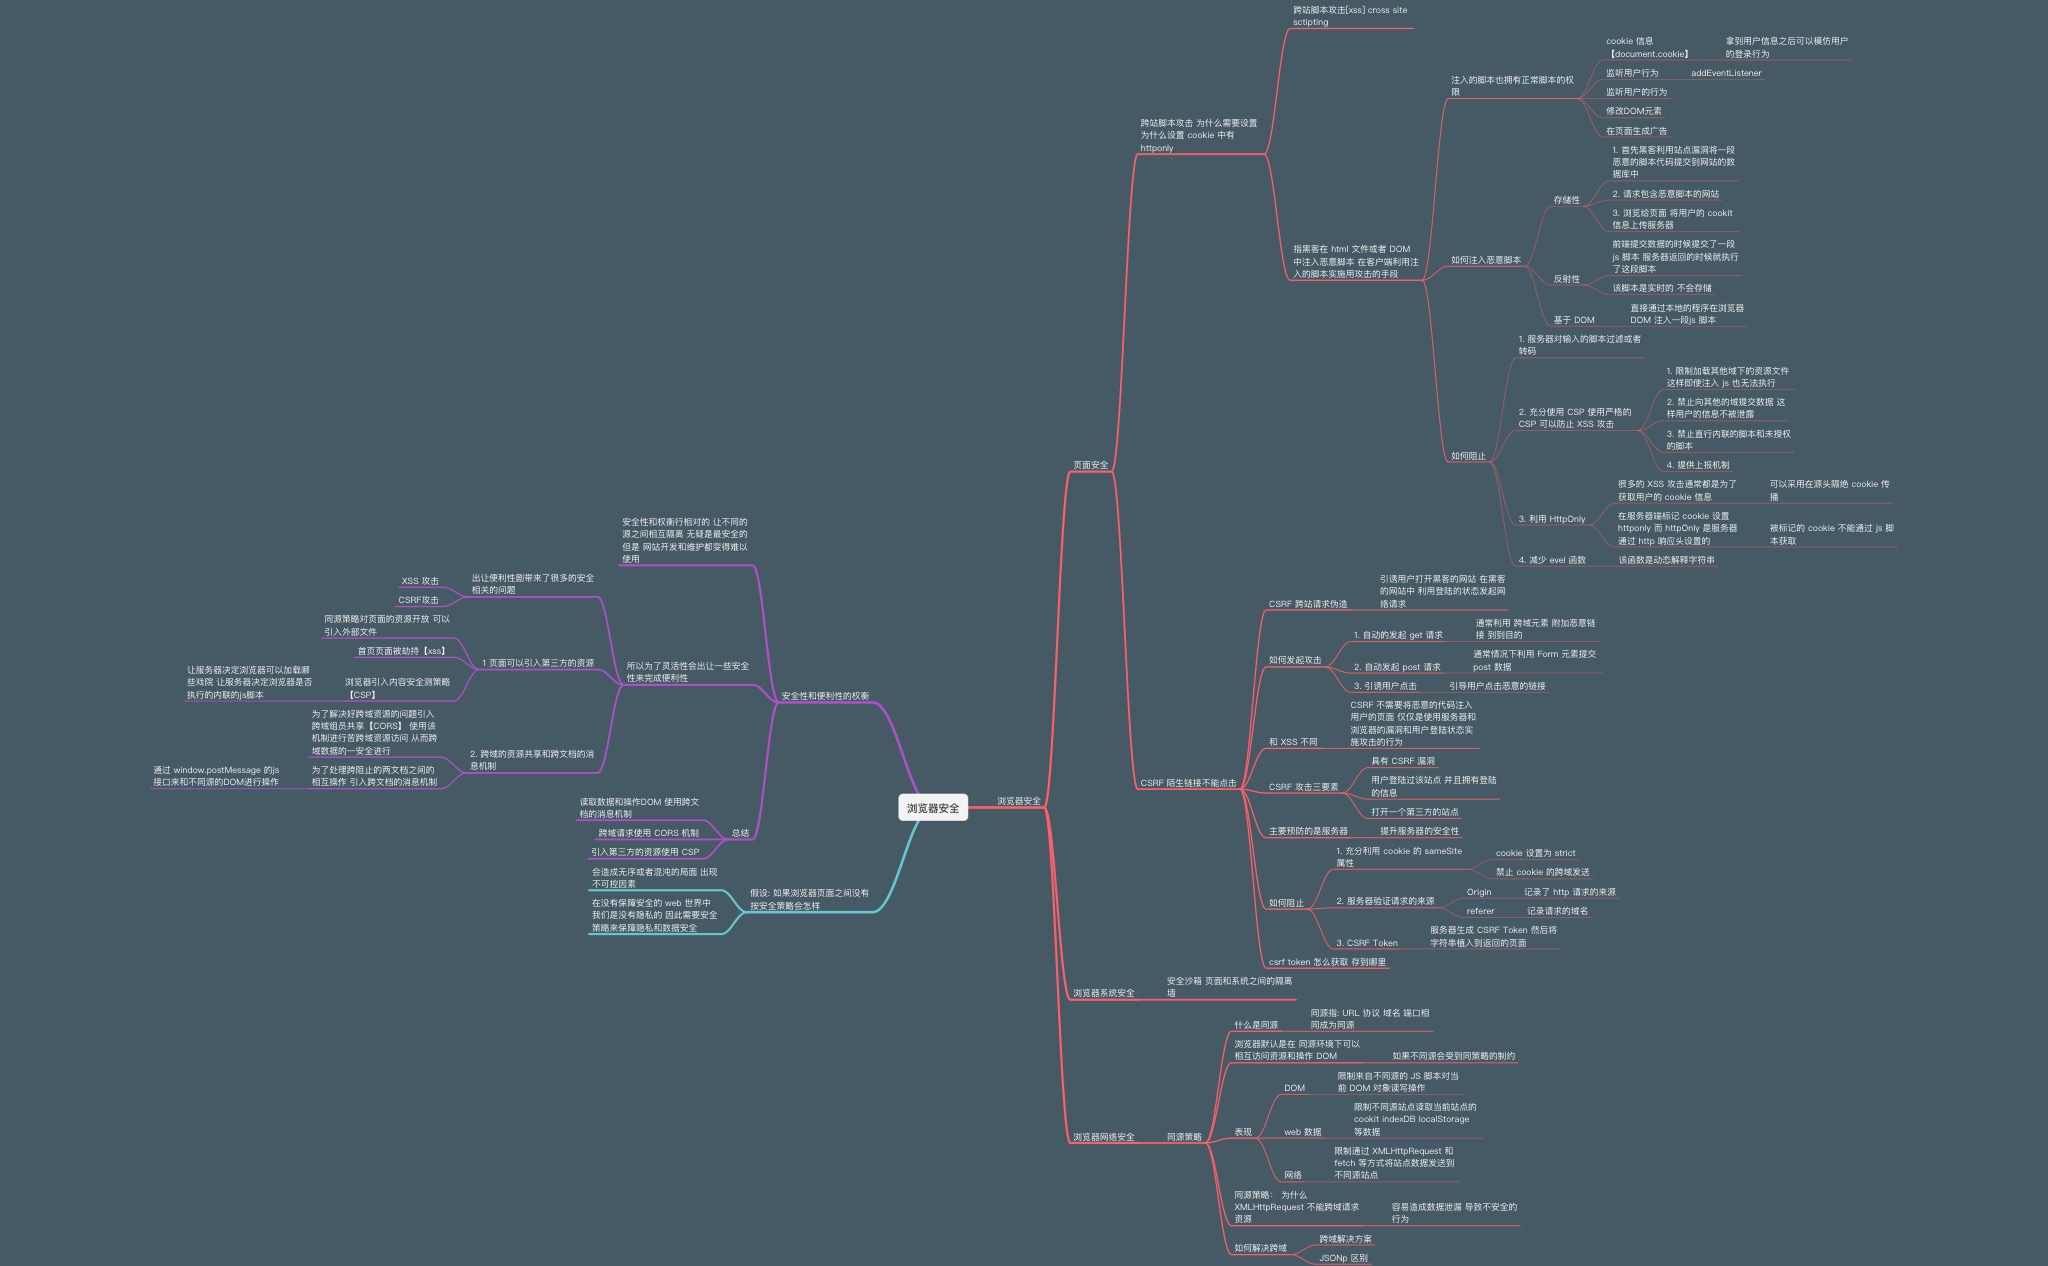 浏览器安全
浏览器安全
页面安全
跨站脚本攻击 为什么需要设置
为什么设置 cookie 中有
httponly
跨站脚本攻击[xss] cross site
sctipting
指黑客在 html 文件或者 DOM
中注入恶意脚本 在客户端利用注
入的脚本实施用攻击的手段
注入的脚本也拥有正常脚本的权
限
cookie 信息
【document.cookie】
拿到用户信息之后可以模仿用户
的登录行为
监听用户行为
addEventListener
监听用户的行为
修改DOM元素
在页面生成广告
如何注入恶意脚本
存储性
1. 首先黑客利用站点漏洞将一段
恶意的脚本代码提交到网站的数
据库中
2. 请求包含恶意脚本的网站
3. 浏览给页面 将用户的 cookit
信息上传服务器
反射性
前端提交数据的时候提交了一段
js 脚本 服务器返回的时候就执行
了这段脚本
该脚本是实时的 不会存储
基于 DOM
直接通过本地的程序在浏览器
DOM 注入一段js 脚本
如何阻止
1. 服务器对输入的脚本过滤或者
转码
2. 充分使用 CSP 使用严格的
CSP 可以防止 XSS 攻击
1. 限制加载其他域下的资源文件
这样即使注入 js 也无法执行
2. 禁止向其他的域提交数据 这
样用户的信息不被泄露
3. 禁止直行内联的脚本和未授权
的脚本
4. 提供上报机制
3. 利用 HttpOnly
很多的 XSS 攻击通常都是为了
获取用户的 cookie 信息
可以采用在源头隔绝 cookie 传
播
在服务器端标记 cookie 设置
httponly 而 httpOnly 是服务器
通过 http 响应头设置的
被标记的 cookie 不能通过 js 脚
本获取
4. 减少 evel 函数
该函数是动态解释字符串
CSRF 陌生链接不能点击
CSRF 跨站请求伪造
引诱用户打开黑客的网站 在黑客
的网站中 利用登陆的状态发起网
络请求
如何发起攻击
1. 自动的发起 get 请求
通常利用 跨域元素 附加恶意链
接 到到目的
2. 自动发起 post 请求
通常情况下利用 Form 元素提交
post 数据
3. 引诱用户点击
引导用户点击恶意的链接
和 XSS 不同
CSRF 不需要将恶意的代码注入
用户的页面 仅仅是使用服务器和
浏览器的漏洞和用户登陆状态实
施攻击的行为
CSRF 攻击三要素
具有 CSRF 漏洞
用户登陆过该站点 并且拥有登陆
的信息
打开一个第三方的站点
主要预防的是服务器
提升服务器的安全性
如何阻止
1. 充分利用 cookie 的 sameSite
属性
cookie 设置为 strict
禁止 cookie 的跨域发送
2. 服务器验证请求的来源
Origin
记录了 http 请求的来源
referer
记录请求的域名
3. CSRF Token
服务器生成 CSRF Token 然后将
字符串植入到返回的页面
csrf token 怎么获取 存到哪里
浏览器系统安全
安全沙箱 页面和系统之间的隔离
墙
浏览器网络安全
同源策略
什么是同源
同源指: URL 协议 域名 端口相
同成为同源
浏览器默认是在 同源环境下可以
相互访问资源和操作 DOM
如果不同源会受到同策略的制约
表现
DOM
限制来自不同源的 JS 脚本对当
前 DOM 对象读写操作
web 数据
限制不同源站点读取当前站点的
cookit indexDB localStorage
等数据
网络
限制通过 XMLHttpRequest 和
fetch 等方式将站点数据发送到
不同源站点
同源策略： 为什么
XMLHttpRequest 不能跨域请求
资源
容易造成数据泄漏 导致不安全的
行为
如何解决跨域
跨域解决方案
JSONp 区别
安全性和便利性的权衡
安全性和权衡行相对的 让不同的
源之间相互隔离 无疑是最安全的
但是 网站开发和维护都变得难以
使用
所以为了灵活性会出让一些安全
性来完成便利性
出让便利性剧带来了很多的安全
相关的问题
XSS 攻击
CSRF攻击
1 页面可以引入第三方的资源
同源策略对页面的资源开放 可以
引入外部文件
首页页面被劫持【xss】
浏览器引入内容安全测策略
【CSP】
让服务器决定浏览器可以加载哪
些戏院 让服务器决定浏览器是否
执行的内联的js脚本
2. 跨域的资源共享和跨文档的消
息机制
为了解决好跨域资源的问题引入
跨域组员共享【CORS】 使用该
机制进行苦跨域资源访问 从而跨
域数据的一安全进行
为了处理跨阻止的两文档之间的
相互操作 引入跨文档的消息机制
通过 window.postMessage 的js
接口来和不同源的DOM进行操作
总结
读取数据和操作DOM 使用跨文
档的消息机制
跨域请求使用 CORS 机制
引入第三方的资源使用 CSP
假设: 如果浏览器页面之间没有
按安全策略会怎样
会造成无序或者混沌的局面 出现
不可控因素
在没有保障安全的 web 世界中
我们是没有隐私的 因此需要安全
策略来保障隐私和数据安全